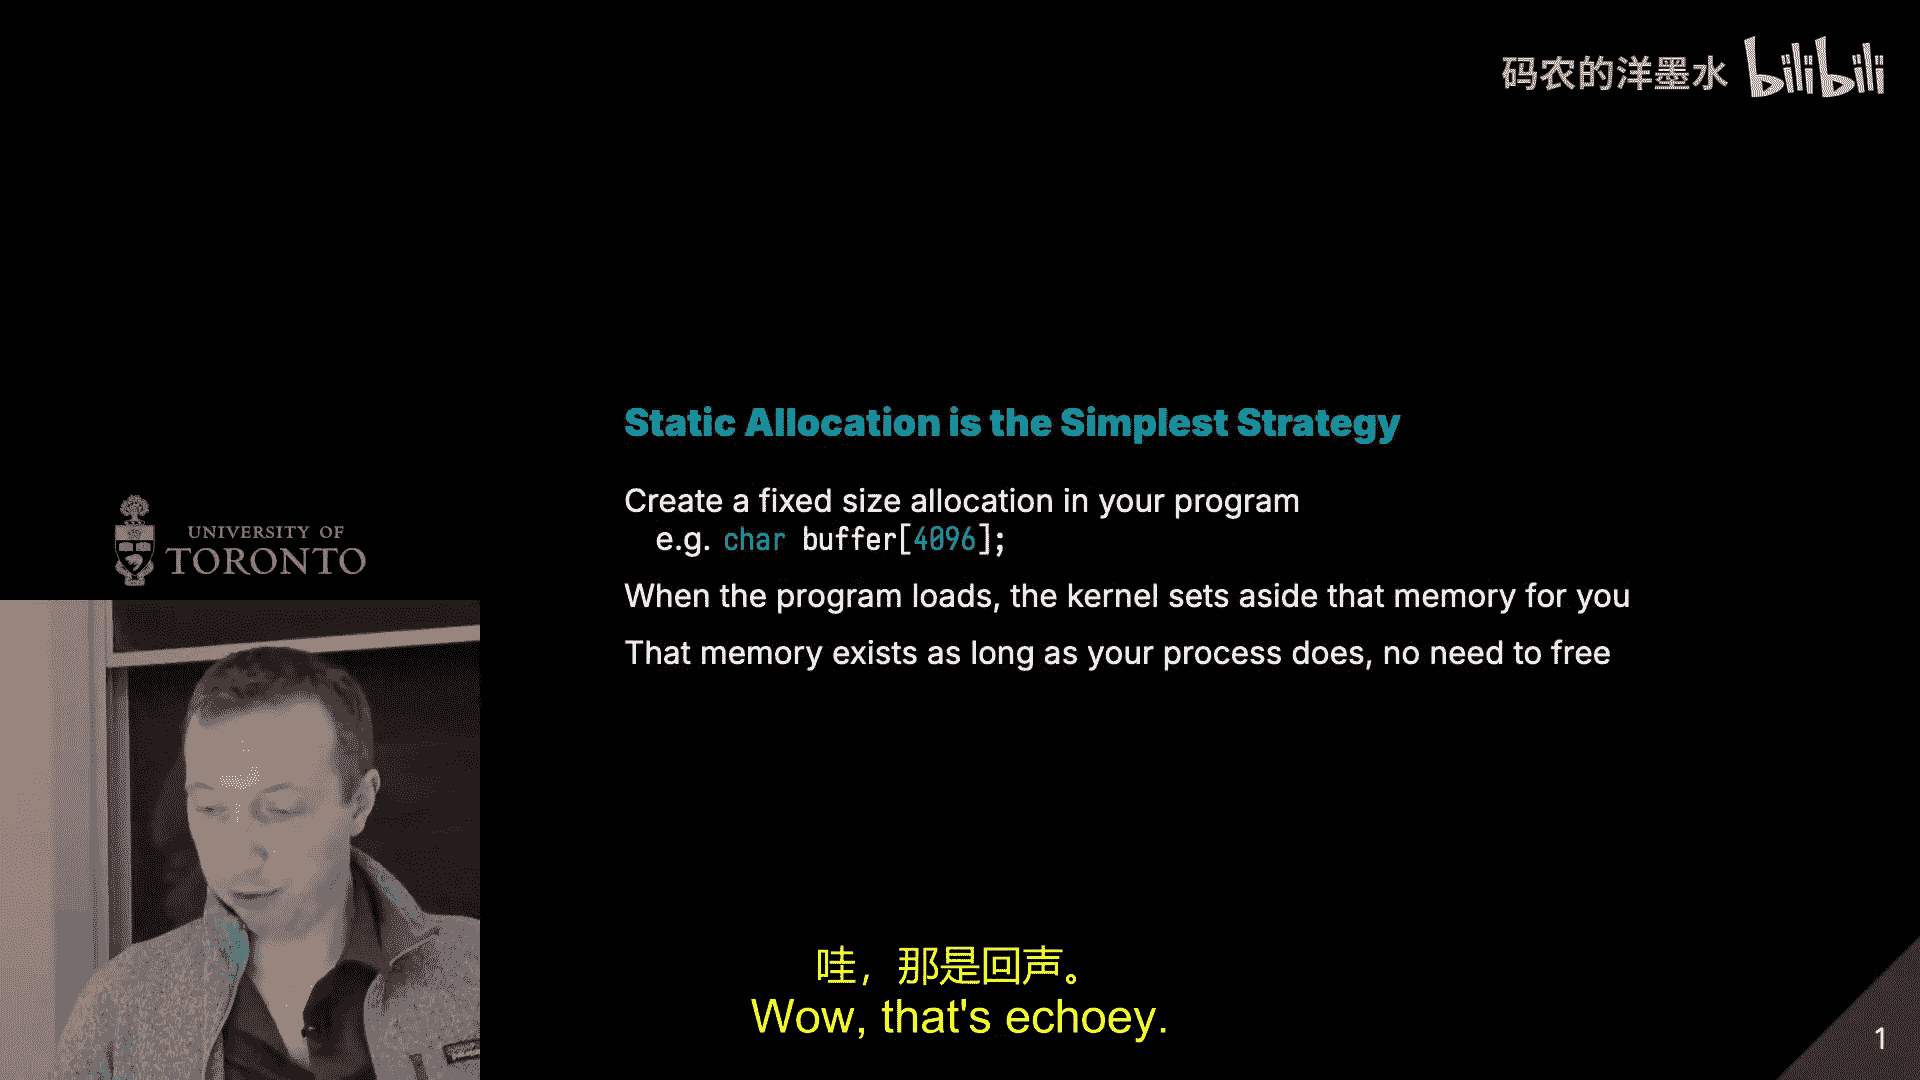 码农的洋墨水 bilibili
Static Allocation is the Simplest Strategy
Create a fixed size allocation in your program
e.g. char buffer[4096];
When the program loads, the kernel sets aside that memory for you
That memory exists as long as your process does, no need to free
UNIVERSITY OF
TORONTO
哇，那是回声。
Wow, that's echoey.
1